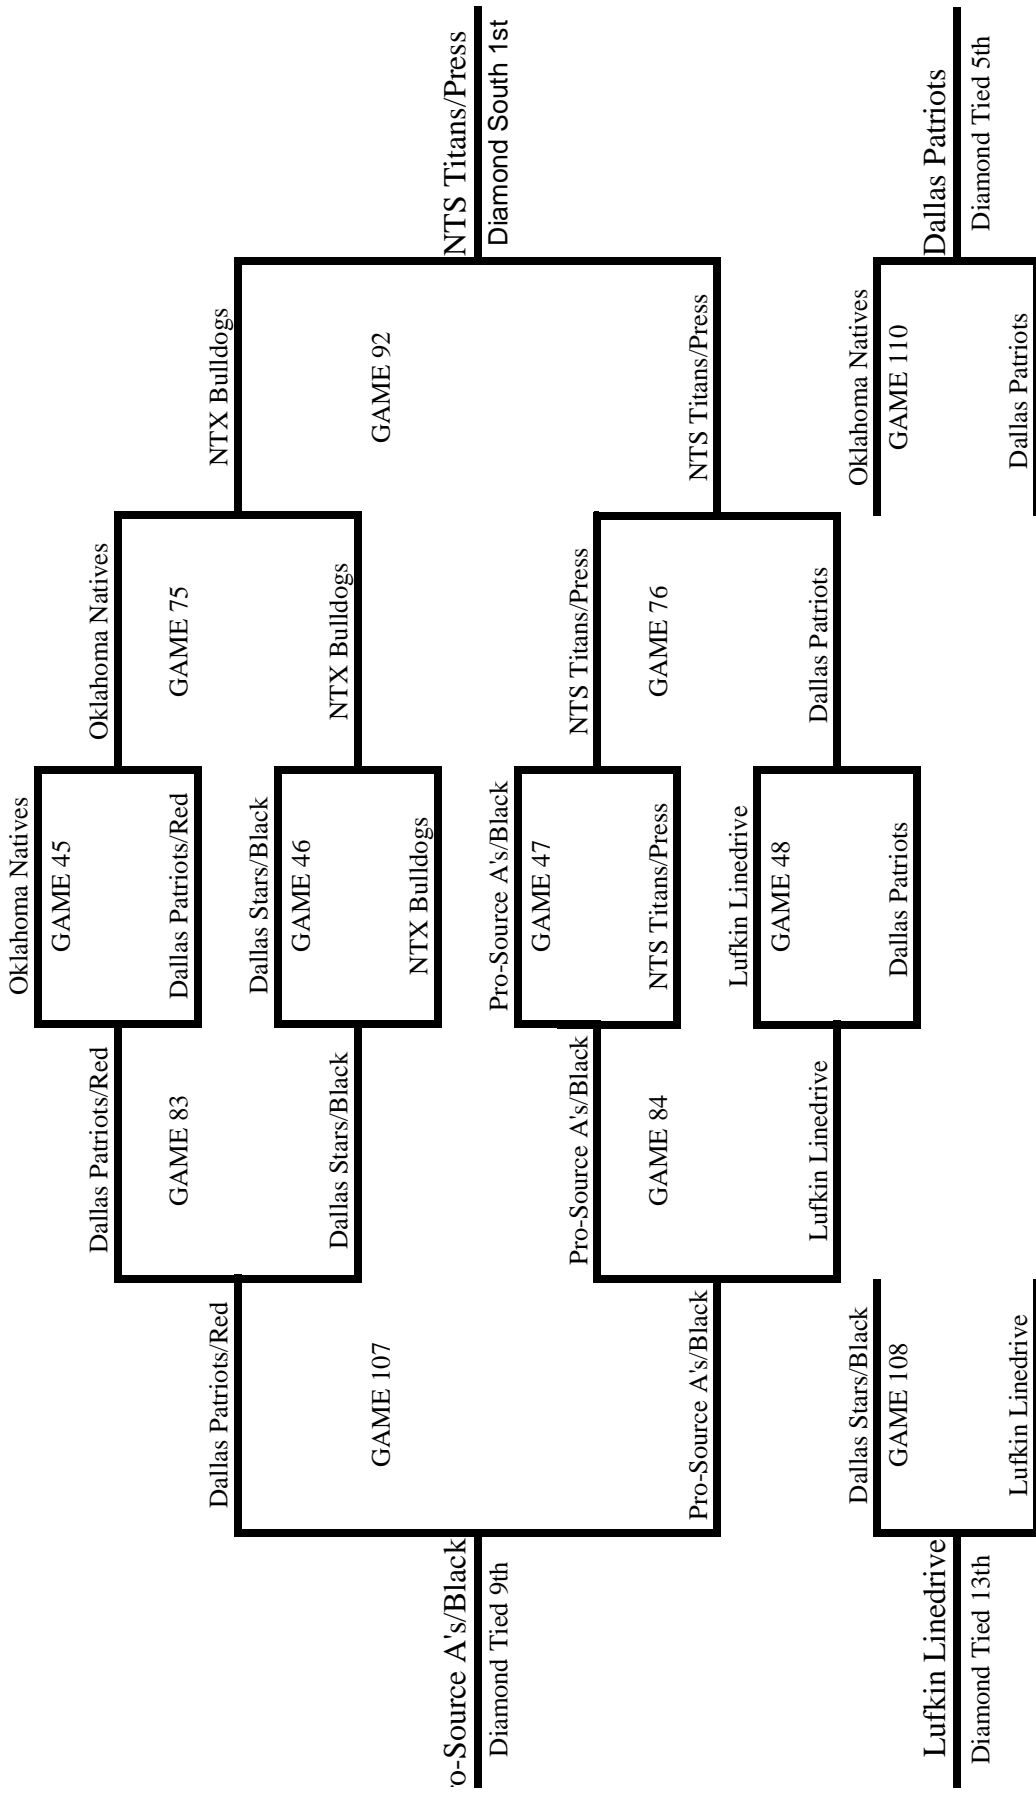 Oklahoma Natives
GAME 45
Dallas Patriots/Red
Oklahoma Natives
GAME 83
Dallas Patriots/Red
GAME 75
Dallas Patriots/Red
NTX Bulldogs
Dallas Stars/Black
GAME 46
Dallas Stars/Black
NTX Bulldogs
GAME 107
GAME 92
NTX Bulldogs
o-Source A's/Black
NTS Titans/Press
Diamond Tied 9th
Pro-Source A's/Black
Diamond South 1st
GAME 47
Pro-Source A's/Black
NTS Titans/Press
GAME 84
NTS Titans/Press
GAME 76
Pro-Source A's/Black
NTS Titans/Press
Lufkin Linedrive
GAME 48
Lufkin Linedrive
Dallas Patriots
Dallas Stars/Black
Oklahoma Natives
GAME 108
Dallas Patriots
GAME 110
Lufkin Linedrive
Dallas Patriots
Diamond Tied 13th
Diamond Tied 5th
Lufkin Linedrive
Dallas Patriots